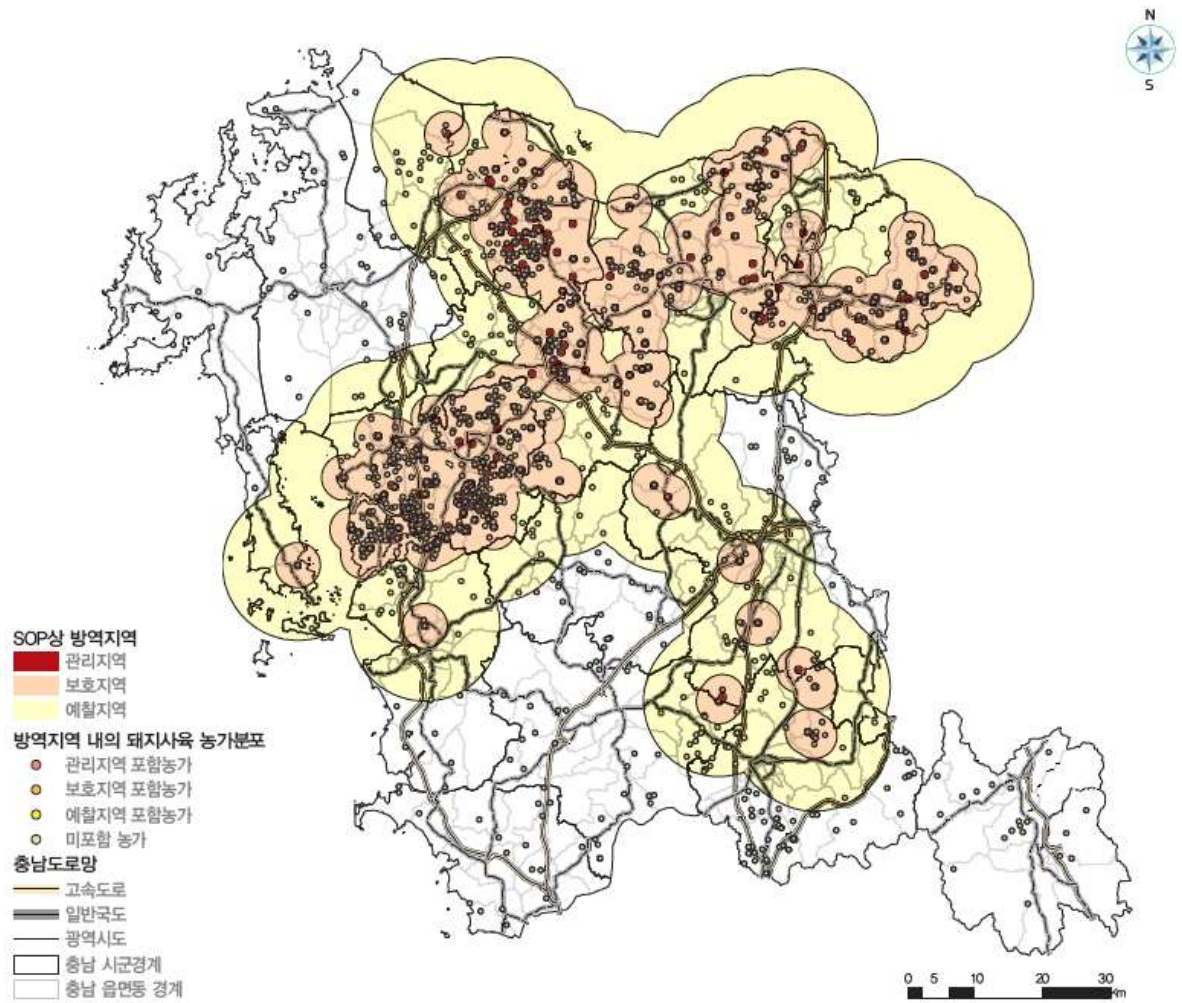 N
S
SOP상 방역지역
관리지역
보호지역
예찰지역
방역지역 내의 돼지사육 농가분포
관리지역 포함농가
보호지역 포함농가
예찰지역 포함농가
미포함 농가
충남도로망
고속도로
일반국도
광역시도
충남 시군경계
충남 읍면동 경계
0 5 10 20 30
Km